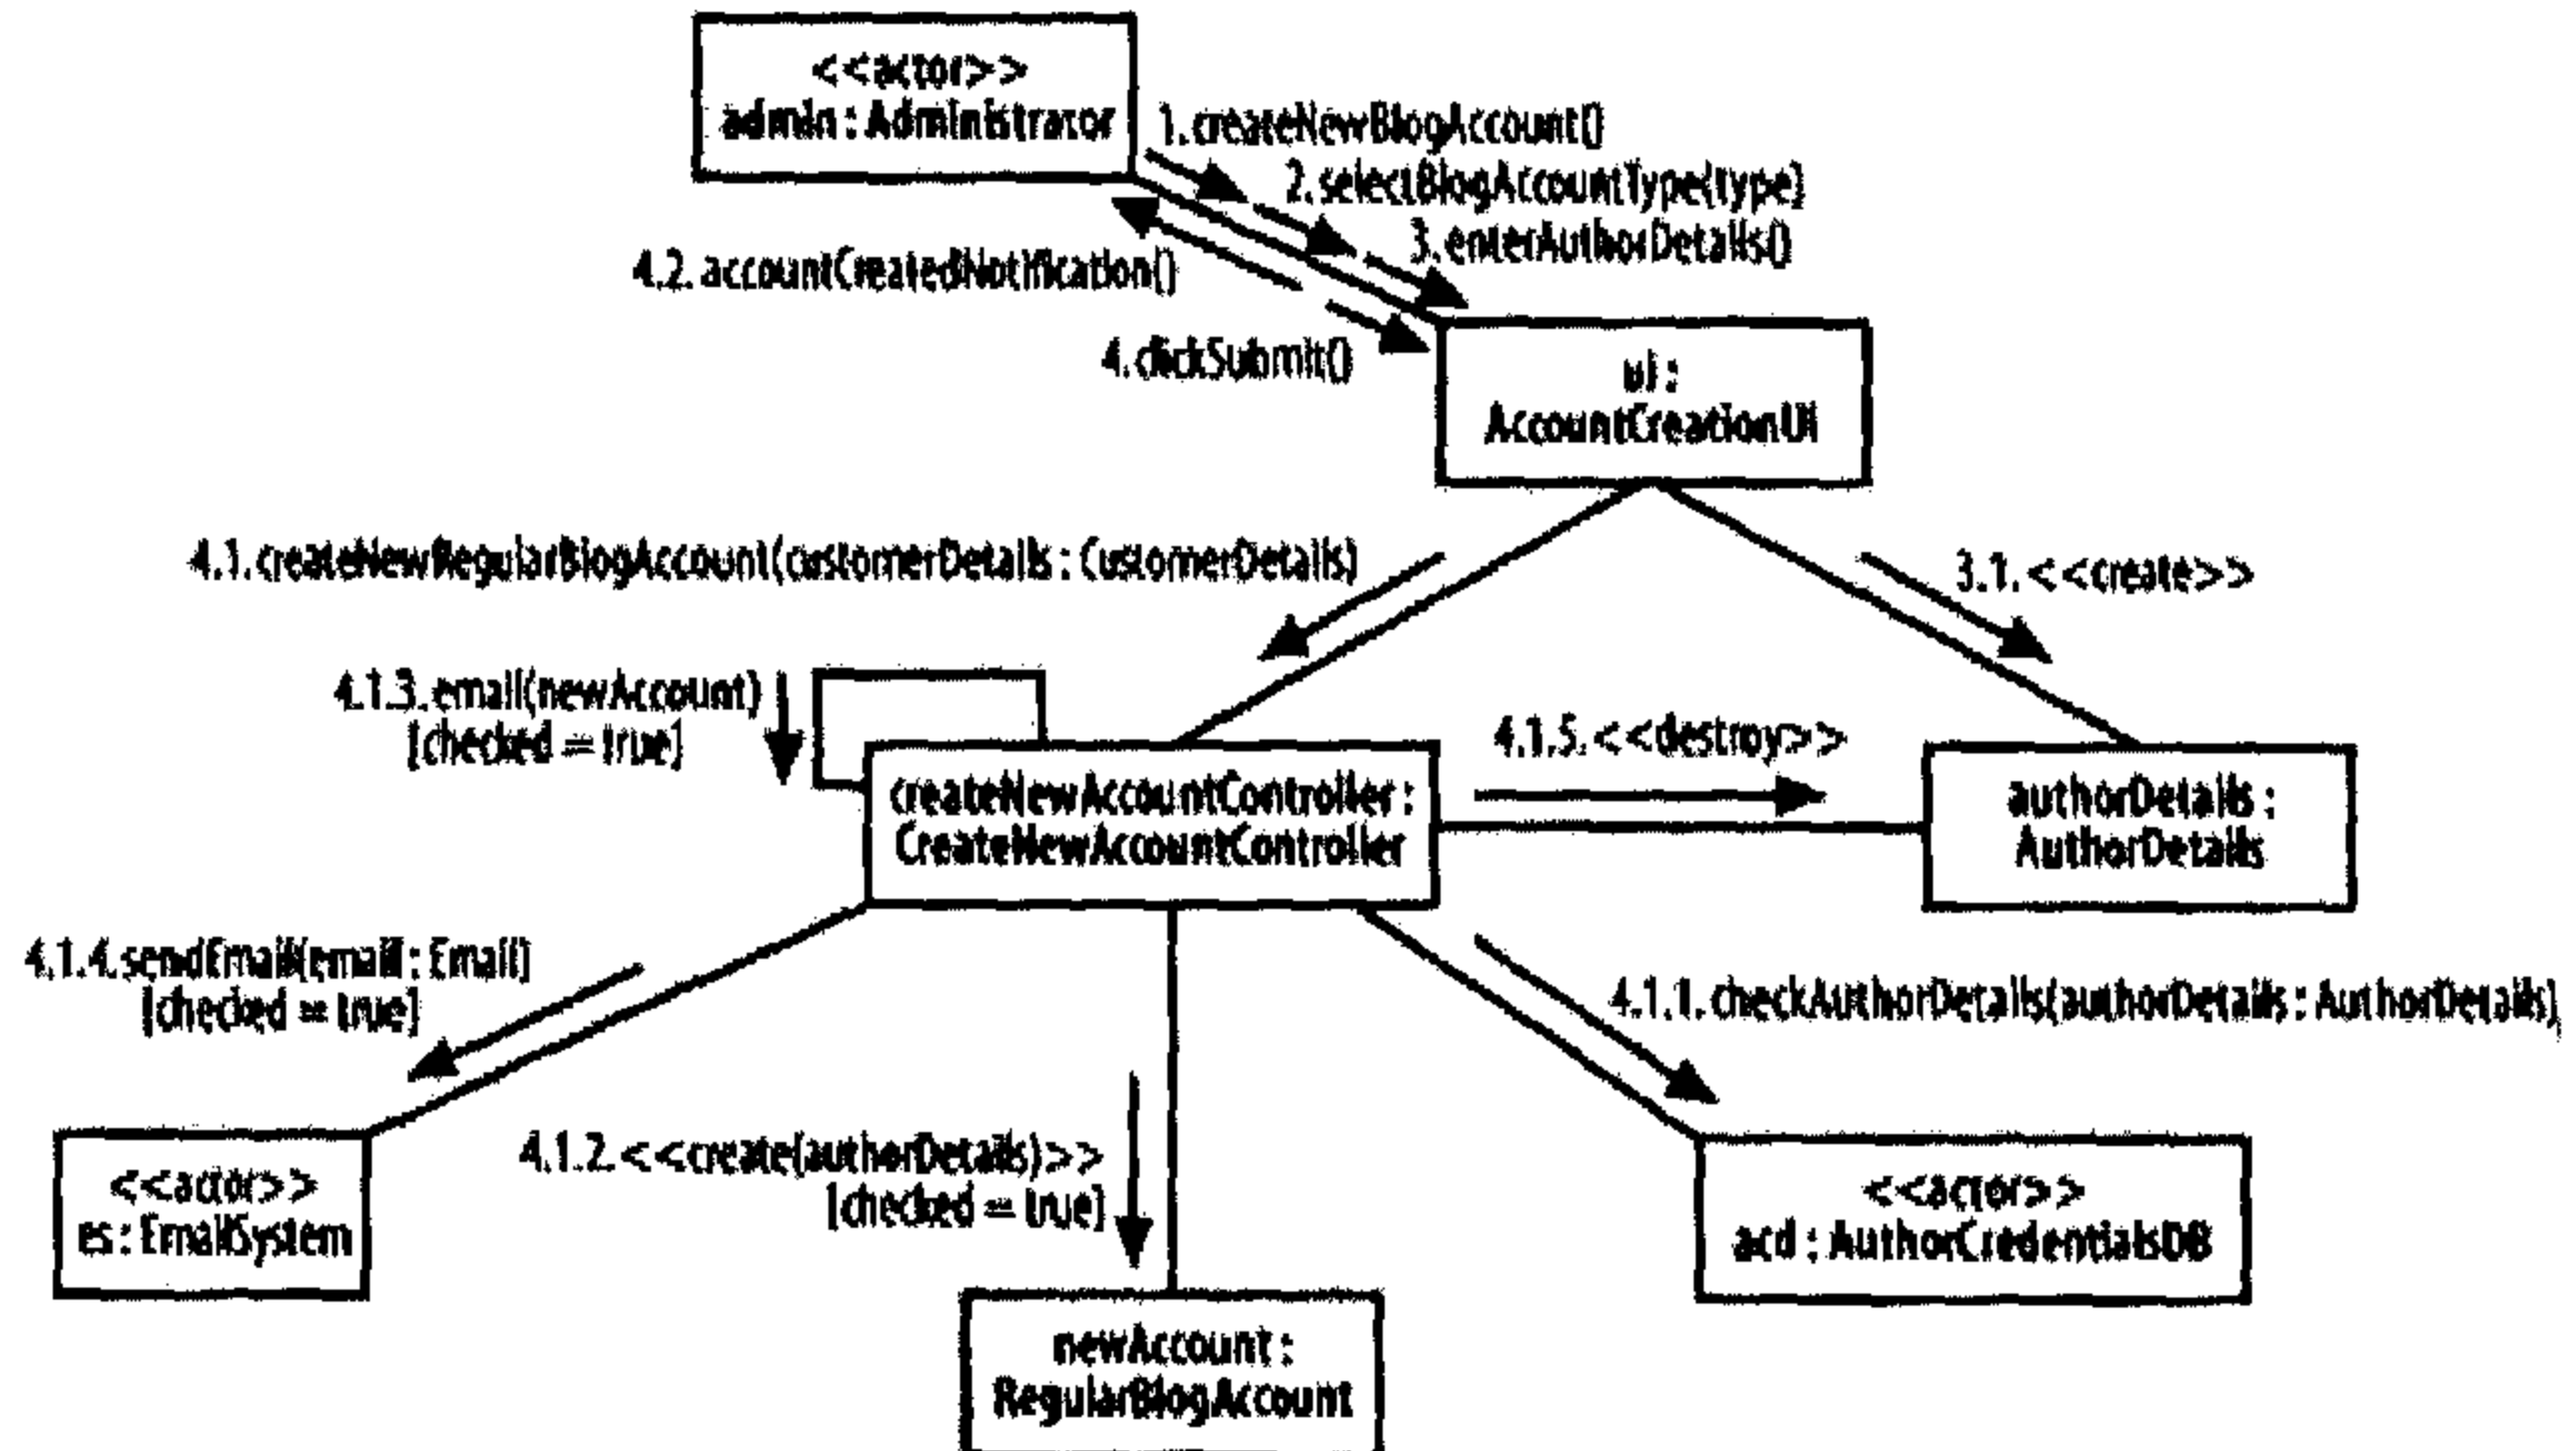 <<actor>>
admin : Administrator
1. createNewBlogAccount()
2. selectBlogAccountType(type)
3. enterAuthorDetails()
4.2. accountCreatedNotification()
4. clickSubmit()
ui :
AccountCreationUI
4.1. createNewRegularBlogAccount(customerDetails : CustomerDetails)
3.1. <<create>>
4.1.3. email(newAccount)
[checked = true]
4.1.5. <<destroy>>
createNewAccountController :
CreateNewAccountController
authorDetails :
AuthorDetails
4.1.4. sendEmail(email : Email)
[checked = true]
4.1.1. checkAuthorDetails(authorDetails : AuthorDetails)
4.1.2. <<create(authorDetails)>>
[checked = true]
<<actor>>
es : EmailSystem
<<actor>>
acd : AuthorCredentialsDB
newAccount :
RegularBlogAccount